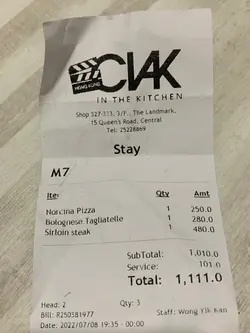 HONG KONG
CIAK
IN THE KITCHEN
Shop 327-333, 3/F., The Landmark,
15 Queen's Road, Central
Tel: 25228869
Stay
M7
Item Qty Amt
Norcina Pizza 1 250.0
Bolognese Tagliatelle 1 280.0
Sirloin steak 1 480.0
SubTotal: 1,010.0
Service: 101.0
Total: 1,111.0
Head: 2 Qty: 3
Bill: R250381977 Staff: Wong Yik Kan
Date: 2022/07/08 19:35 - 00:00